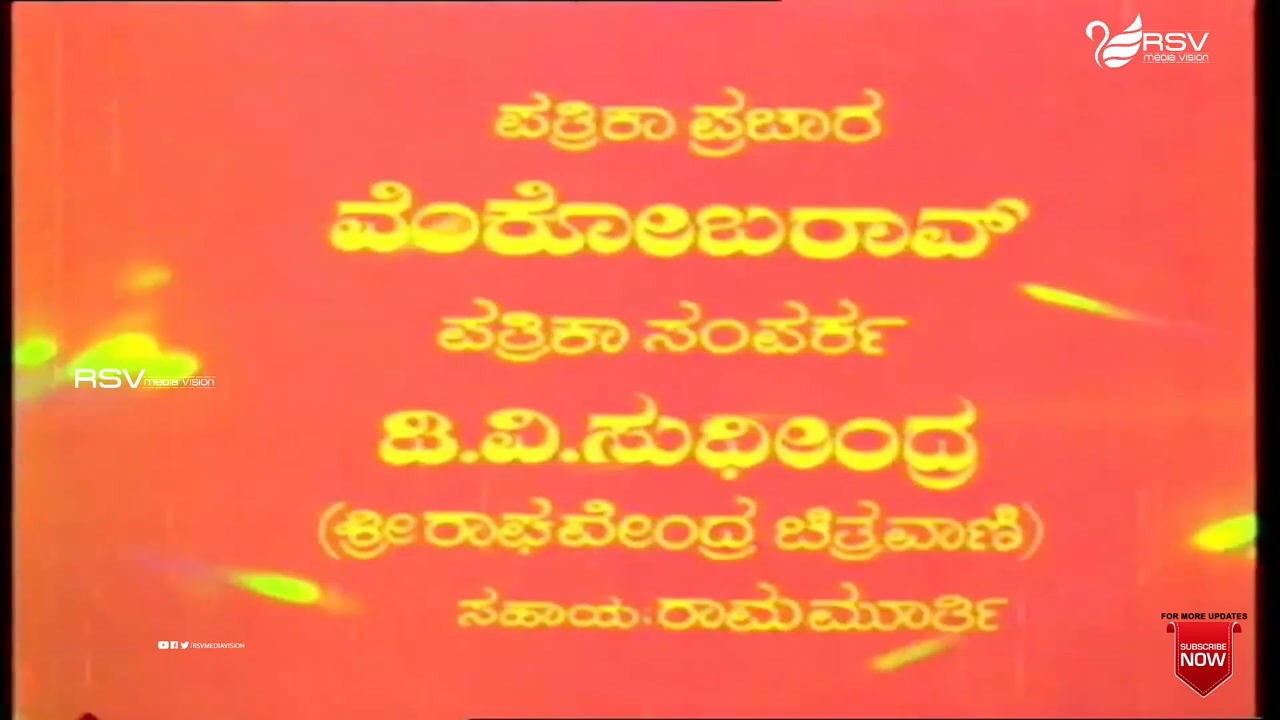 RSV
media vision
ಪತ್ರಿಕಾ ಪ್ರಚಾರ
ವೆಂಕೋಬರಾವ್
ಪತ್ರಿಕಾ ಸಂಪರ್ಕ
RSV media vision
ಡಿ.ವಿ.ಸುಧೀಂದ್ರ
(ಶ್ರೀರಾಘವೇಂದ್ರ ಚಿತ್ರವಾಣಿ)
ಸಹಾಯ: ರಾಮಮೂರ್ತಿ
FOR MORE UPDATES
SUBSCRIBE
NOW
/RSVMEDIAVISION